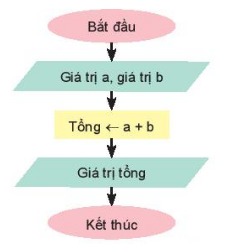 Bắt đầu
Giá trị a, giá trị b
Tổng ← a + b
Giá trị tổng
Kết thúc